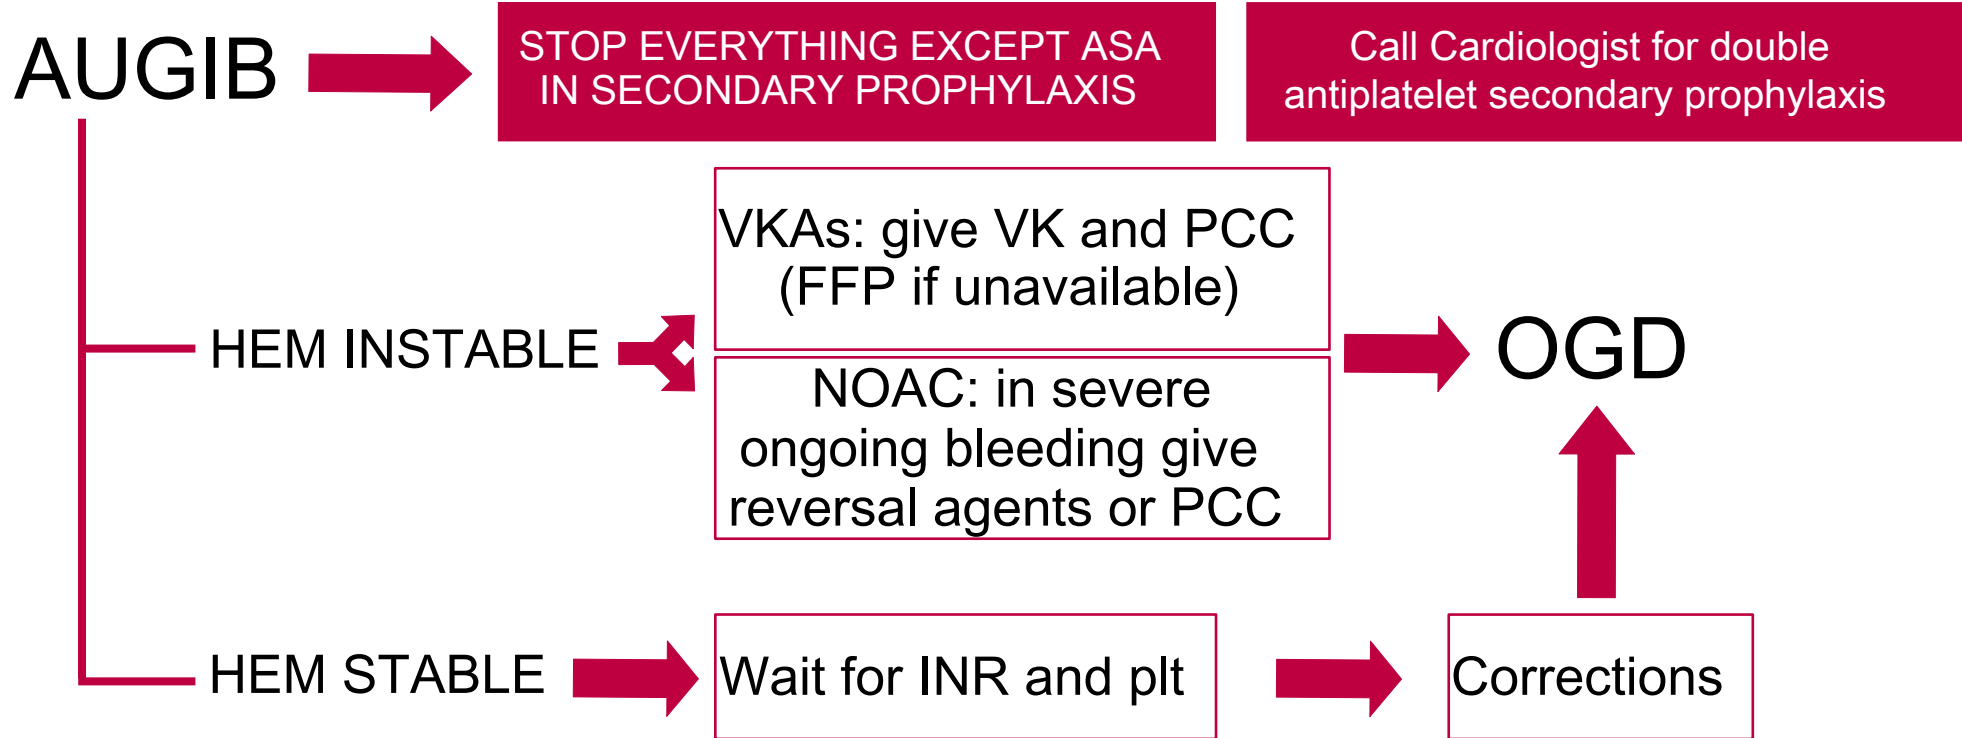 AUGIB
STOP EVERYTHING EXCEPT ASA
IN SECONDARY PROPHYLAXIS
Call Cardiologist for double
antiplatelet secondary prophylaxis
VKAs: give VK and PCC
(FFP if unavailable)
HEM INSTABLE
NOAC: in severe
ongoing bleeding give
reversal agents or PCC
OGD
HEM STABLE
Wait for INR and plt
Corrections